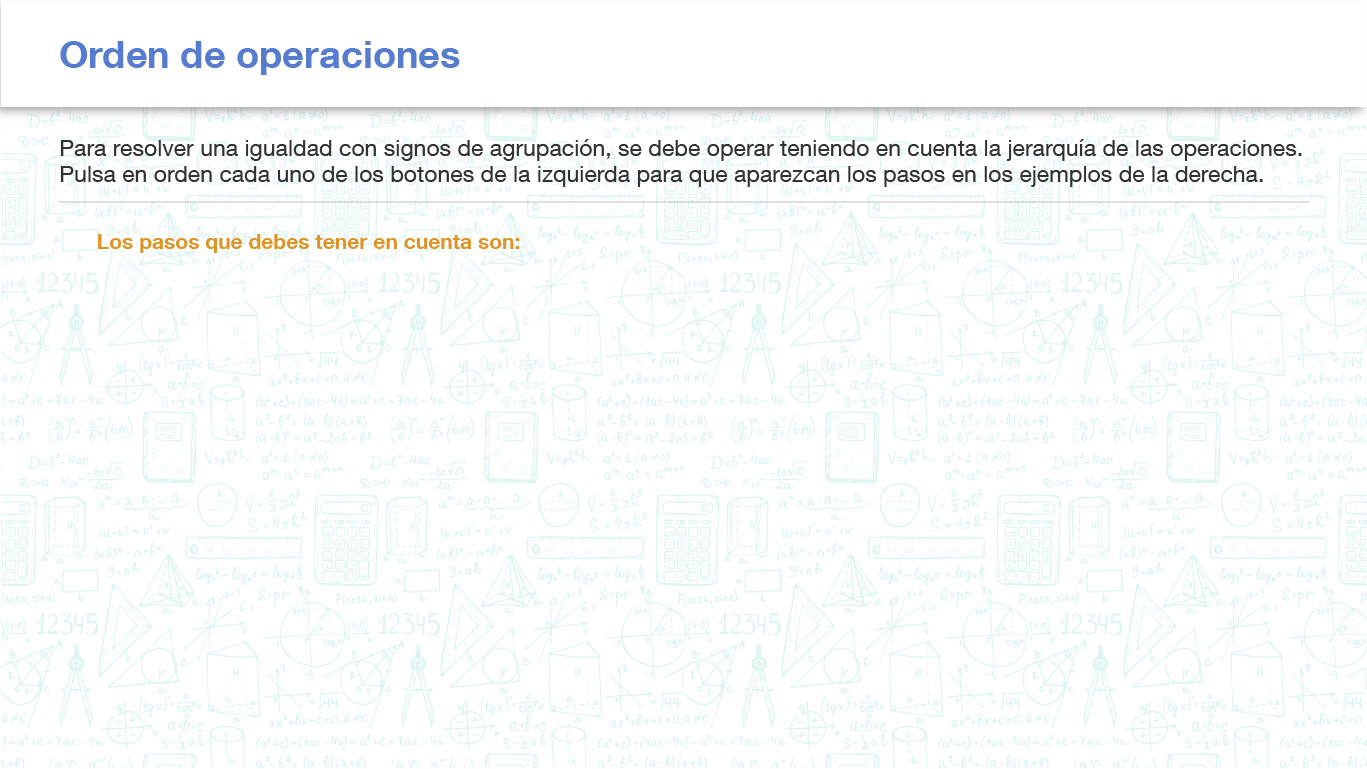 Orden de operaciones
Para resolver una igualdad con signos de agrupación, se debe operar teniendo en cuenta la jerarquía de las operaciones.
Pulsa en orden cada uno de los botones de la izquierda para que aparezcan los pasos en los ejemplos de la derecha.
Los pasos que debes tener en cuenta son: